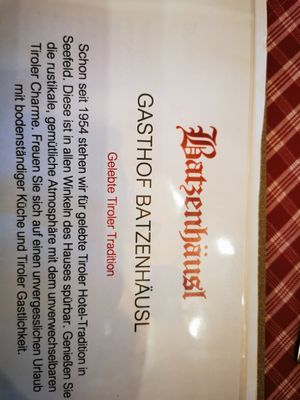 Batzenhäusl
GASTHOF BATZENHÄUSL
Gelebte Tiroler Tradition
Schon seit 1954 stehen wir für gelebte Tiroler Hotel-Tradition in
Seefeld. Diese ist in allen Winkeln des Hauses spürbar. Genießen Sie
die rustikale, gemütliche Atmosphäre mit dem unverwechselbaren
Tiroler Charme. Freuen Sie sich auf einen unvergesslichen Urlaub
mit bodenständiger Küche und Tiroler Gastlichkeit.